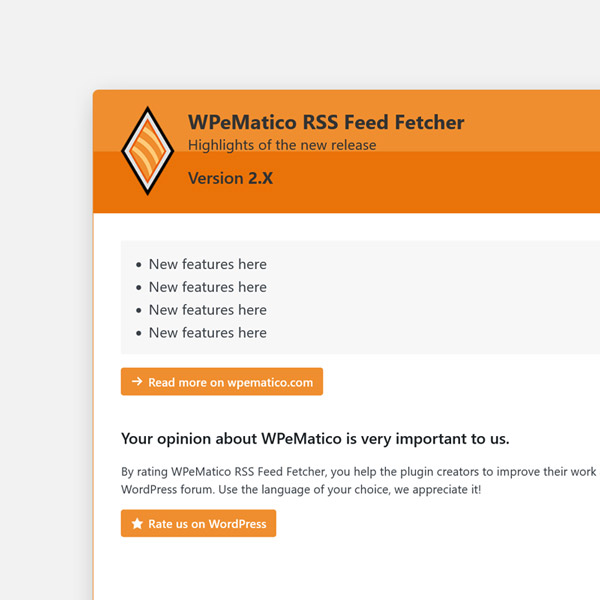 WPeMatico RSS Feed Fetcher
Highlights of the new release
Version 2.X
• New features here
• New features here
• New features here
• New features here
Read more on wpematico.com
Your opinion about WPeMatico is very important to us.
By rating WPeMatico RSS Feed Fetcher, you help the plugin creators to improve their work
WordPress forum. Use the language of your choice, we appreciate it!
Rate us on WordPress